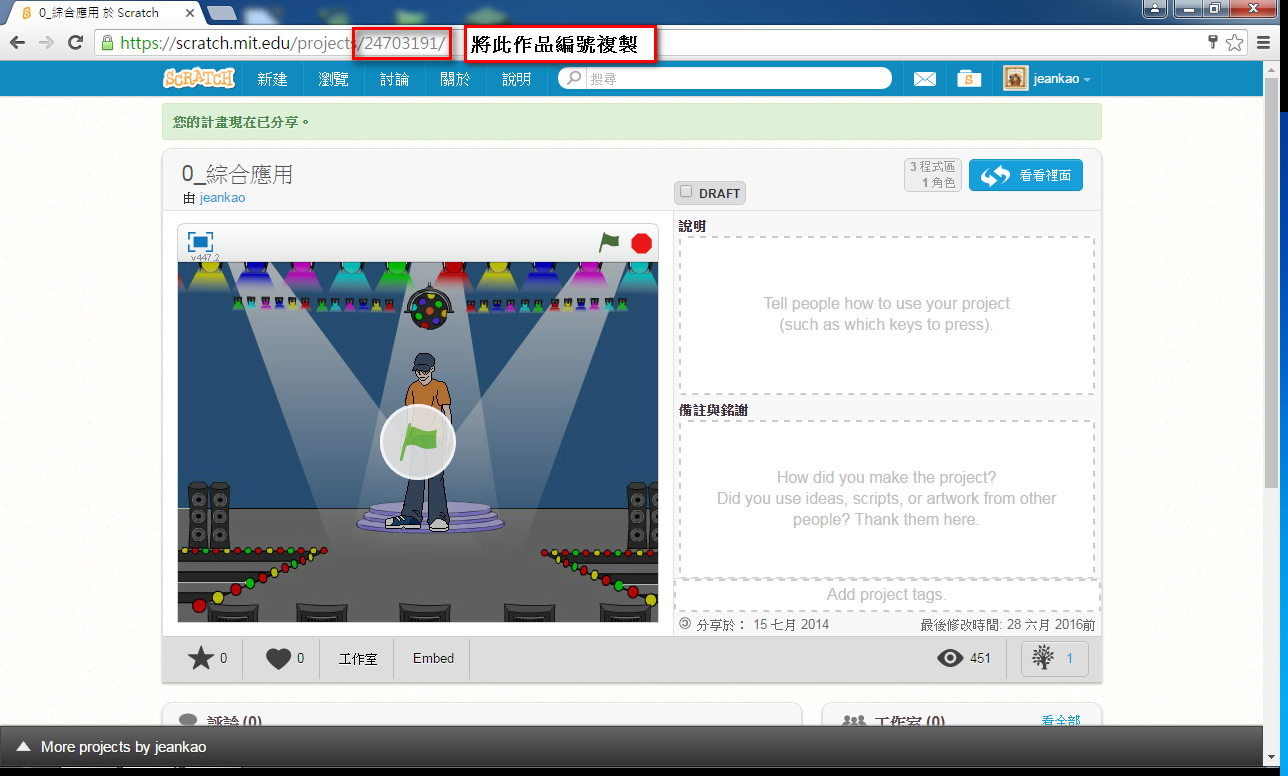 0_綜合應用 於 Scratch
https://scratch.mit.edu/projects/24703191/
將此作品編號複製
SCRATCH 新建 瀏覽 討論 關於 說明 搜尋 S jeankao
您的計畫現在已分享。
0_綜合應用
由 jeankao
DRAFT
3 程式區
1 角色
看看裡面
v447.2
說明
Tell people how to use your project
(such as which keys to press).
備註與銘謝
How did you make the project?
Did you use ideas, scripts, or artwork from other
people? Thank them here.
Add project tags.
分享於： 15 七月 2014 最後修改時間: 28 六月 2016前
0 0 工作室 Embed 451 1
評論 (0)
工作室 (0) 看全部
More projects by jeankao